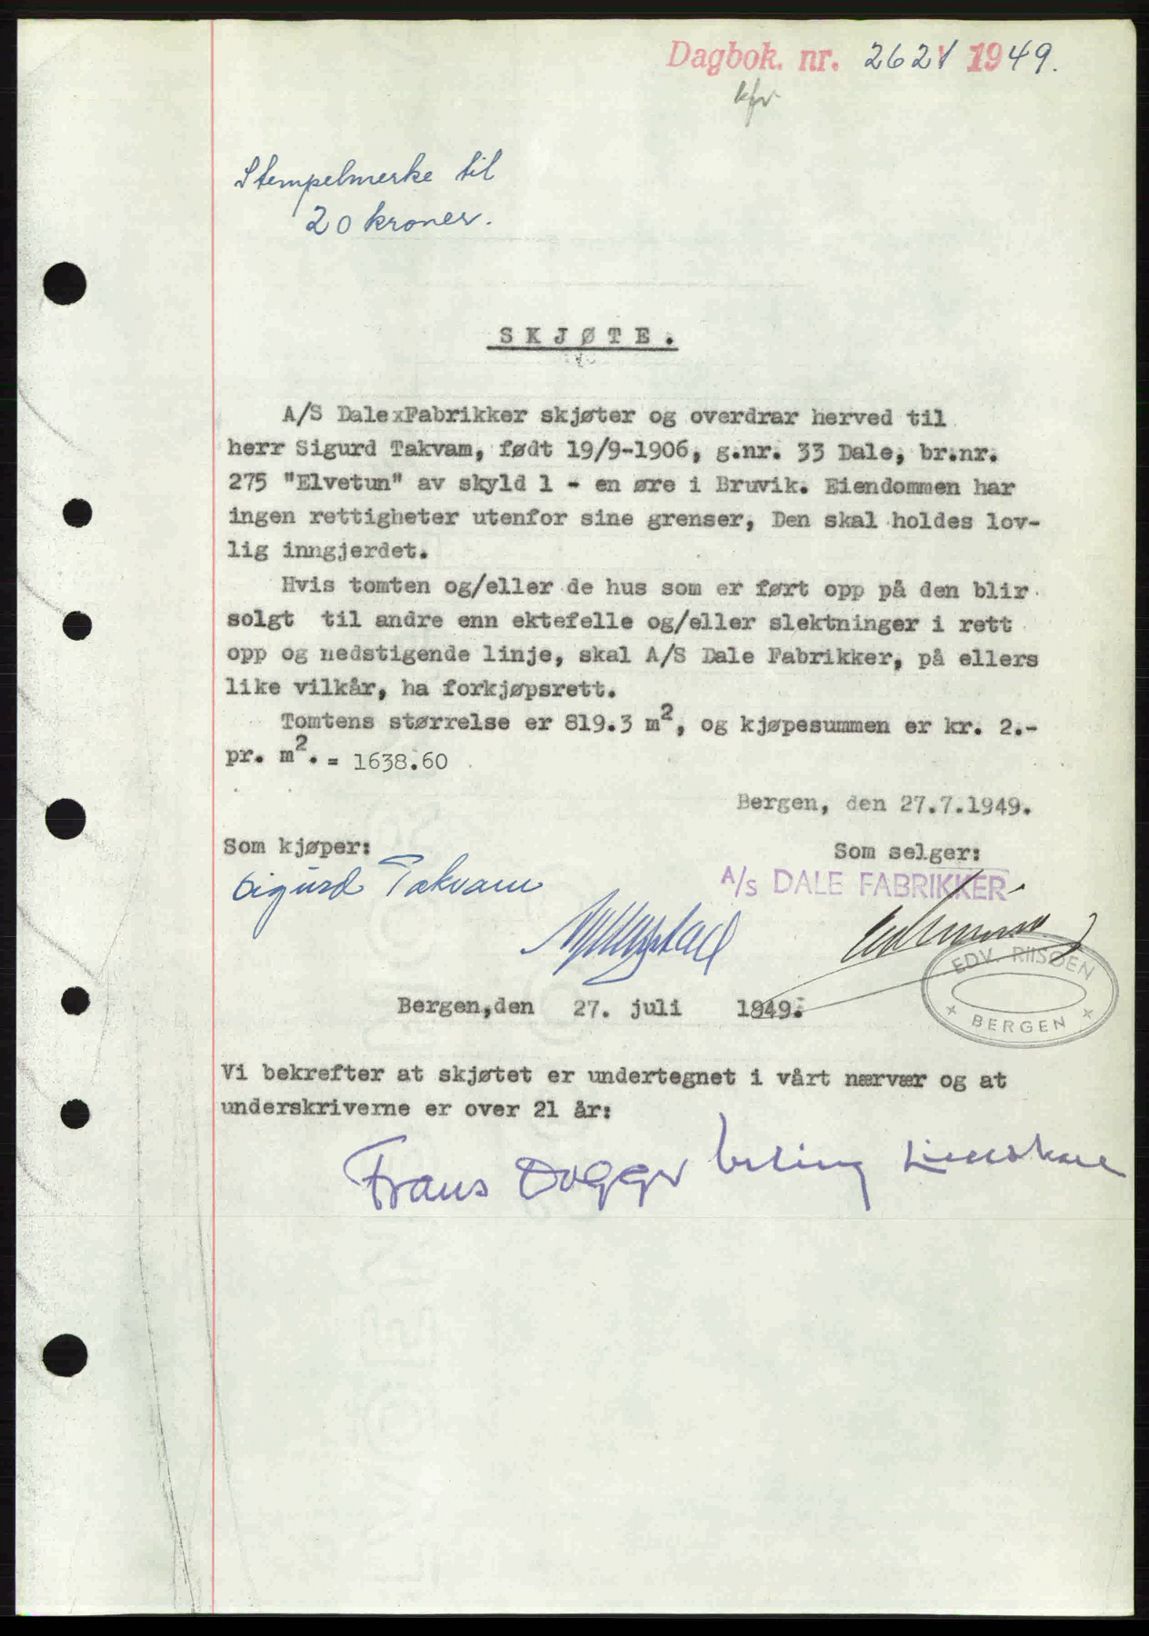 Dagbok. nr. 2621 1949.
kfv
Stempelmerke til
20 kroner.
SKJØTE.
A/S DalexFabrikker skjøter og overdrar herved til
herr Sigurd Takvam, født 19/9-1906, g.nr. 33 Dale, br.nr.
275 "Elvetun" av skyld 1 - en øre i Bruvik. Eiendommen har
ingen rettigheter utenfor sine grenser, Den skal holdes lov-
lig inngjerdet.
Hvis tomten og/eller de hus som er ført opp på den blir
solgt til andre enn ektefelle og/eller slektninger i rett
opp og nedstigende linje, skal A/S Dale Fabrikker, på ellers
like vilkår, ha forkjøpsrett.
Tomtens størrelse er 819.3 m², og kjøpesummen er kr. 2.-
pr. m². = 1638.60
Bergen, den 27.7.1949.
Som kjøper:
Som selger:
Sigurd Takvam
A/S DALE FABRIKKER
EDV. RIISØEN
BERGEN
Bergen,den 27. juli 1949.
Vi bekrefter at skjøtet er undertegnet i vårt nærvær og at
underskriverne er over 21 år:
Frans Dogger